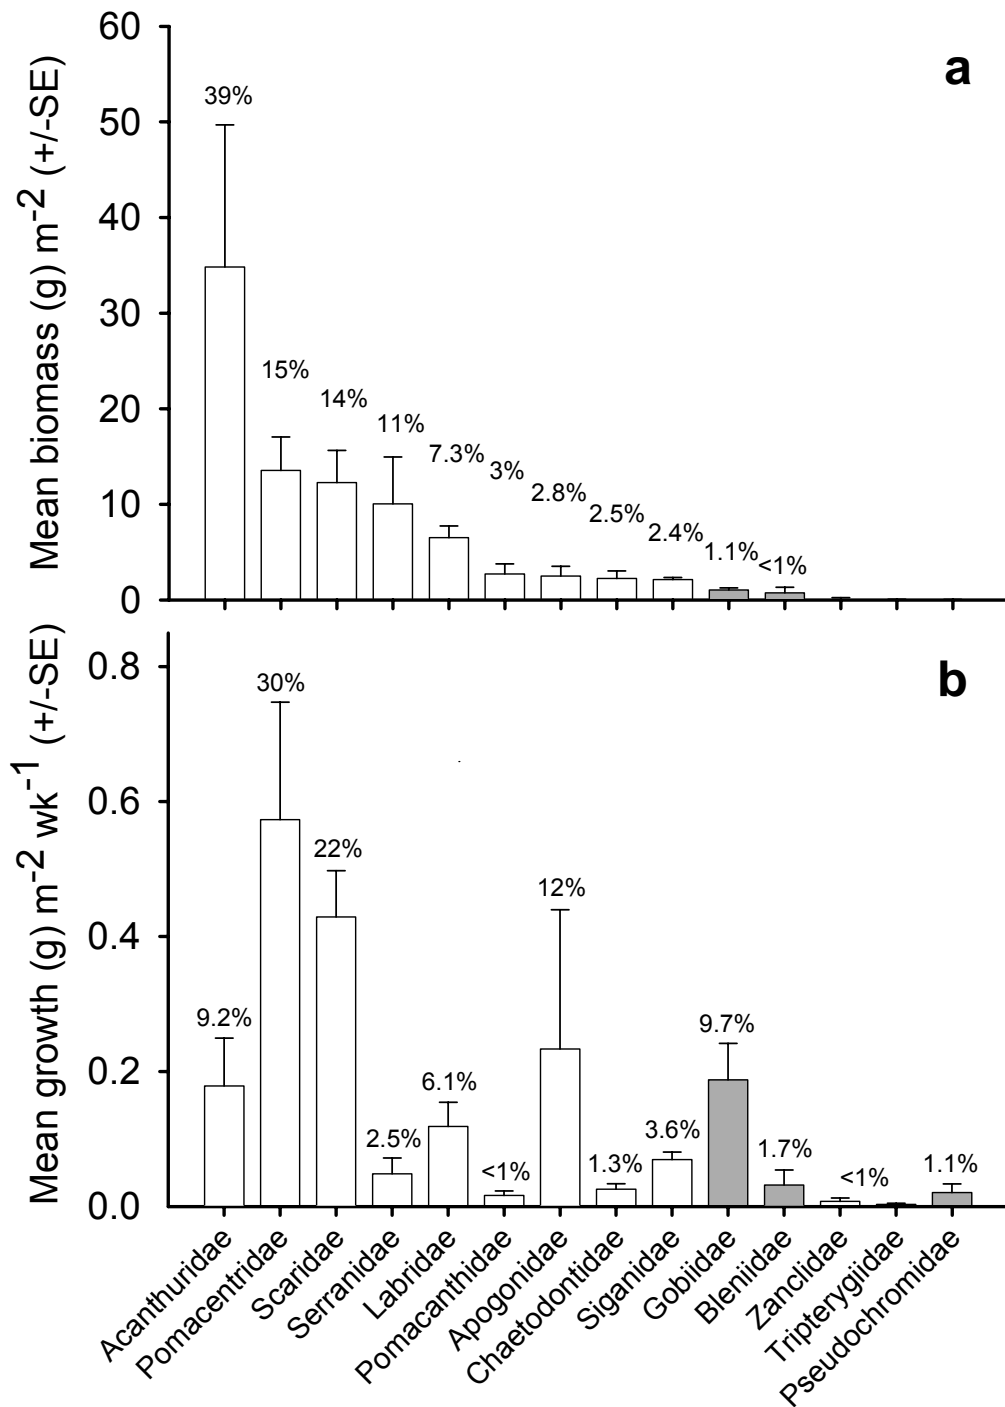 a
Mean biomass (g) m-2 (+/-SE)
60
50
40
30
20
10
0
39%
15%
14%
11%
7.3%
3%
2.8%
2.5%
2.4%
1.1%
<1%
b
Mean growth (g) m-2 wk-1 (+/-SE)
0.8
0.6
0.4
0.2
0.0
9.2%
30%
22%
2.5%
6.1%
<1%
12%
1.3%
3.6%
9.7%
1.7%
<1%
1.1%
Acanthuridae
Pomacentridae
Scaridae
Serranidae
Labridae
Pomacanthidae
Apogonidae
Chaetodontidae
Siganidae
Gobiidae
Bleniidae
Zanclidae
Tripterygiidae
Pseudochromidae